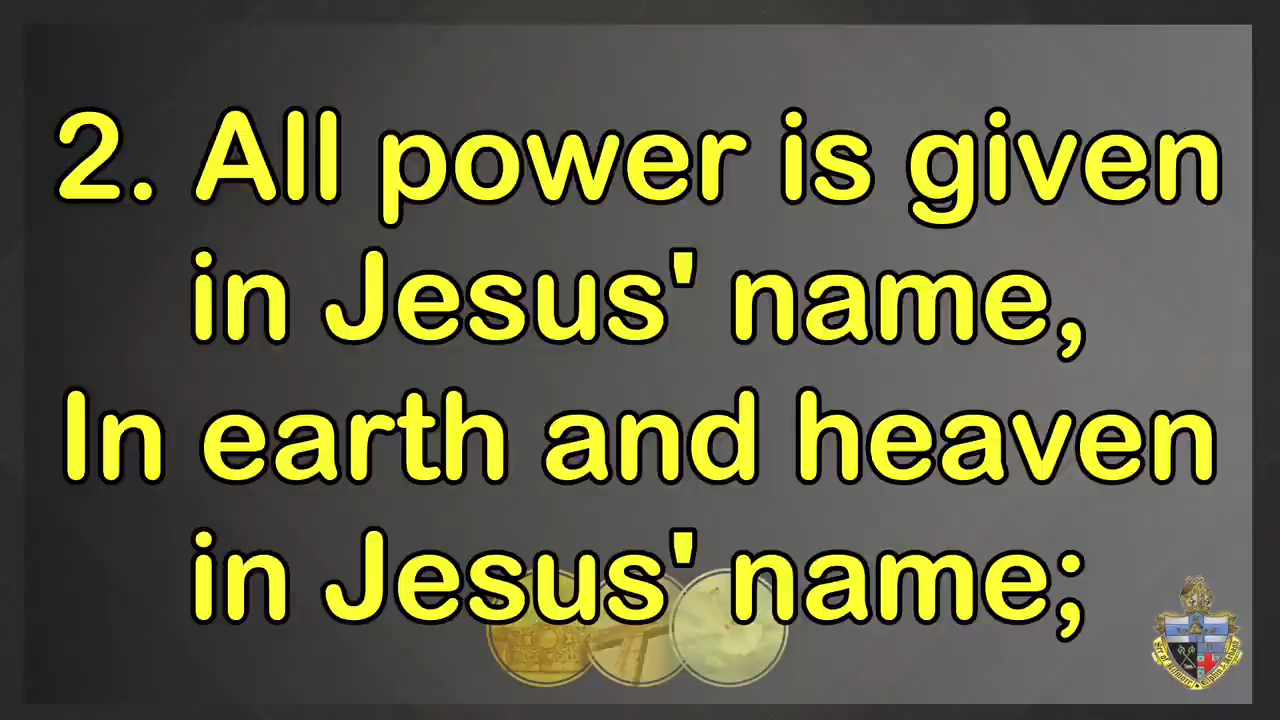 2. All power is given
in Jesus' name,
In earth and heaven
in Jesus' name;